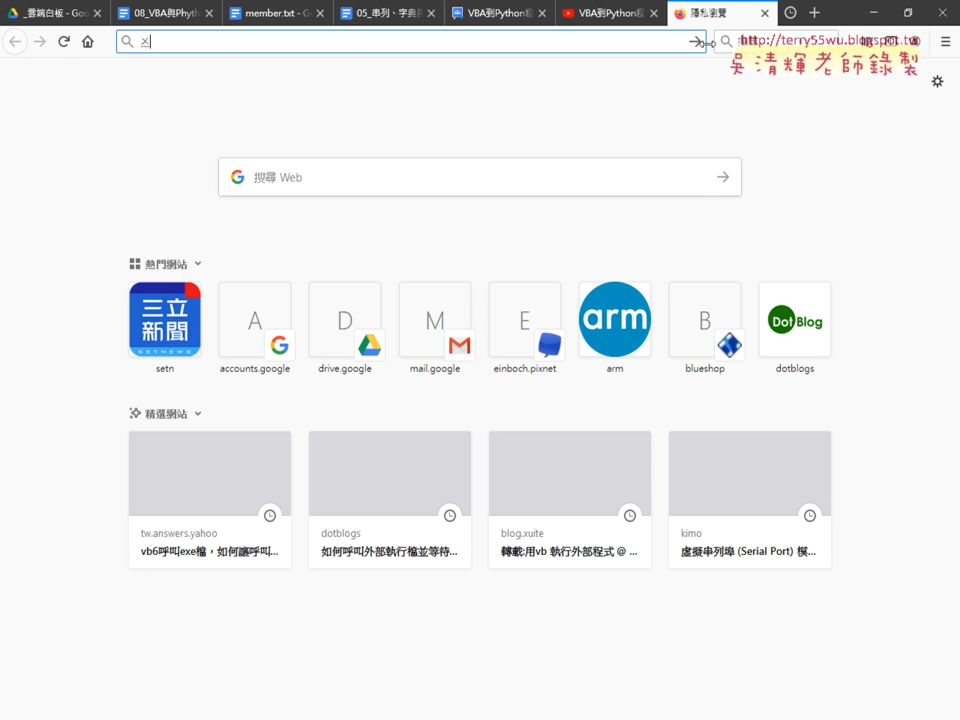 _雲端白板 - Goo
08_VBA與Phyth
member.txt - G
05_串列、字典與
VBA到Python
VBA到Python
隱私瀏覽
ㄨ
http://terry55wu.blogspot.tw
吳清輝老師錄製
搜尋 Web
熱門網站
setn
accounts.google
drive.google
mail.google
einboch.pixnet
arm
blueshop
dotblogs
三立
新聞
SETNEWS
A
D
M
E
arm
B
DotBlog
精選網站
tw.answers.yahoo
vb6呼叫exe檔，如何讓呼叫...
dotblogs
如何呼叫外部執行檔並等待...
blog.xuite
轉載:用vb 執行外部程式 @ ...
kimo
虛擬串列埠 (Serial Port) 模...